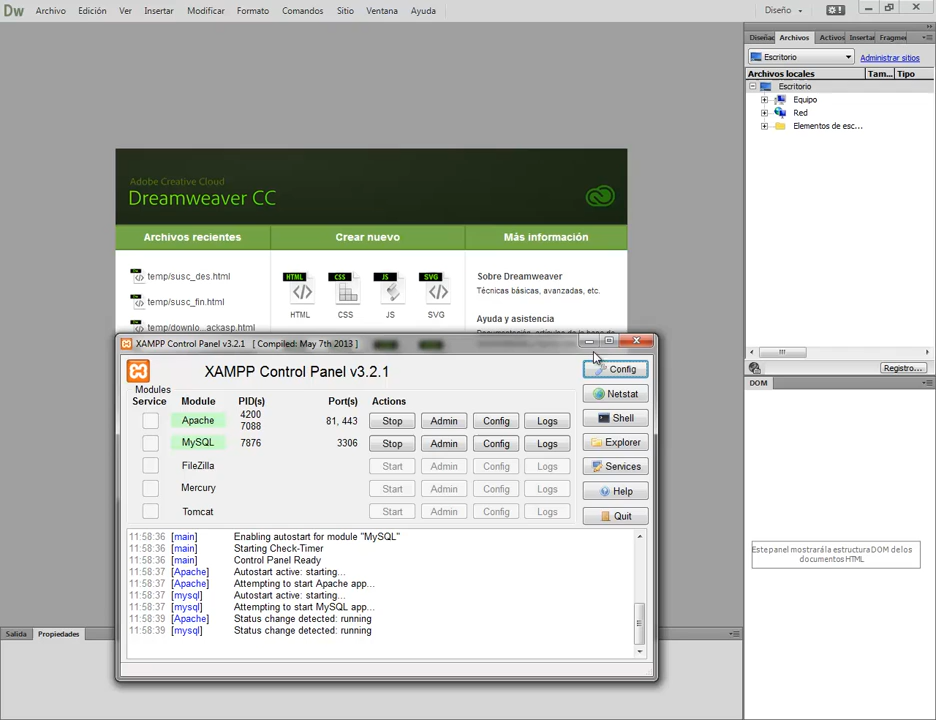 Dw Archivo Edición Ver Insertar Modificar Formato Comandos Sitio Ventana Ayuda Diseño
Archivos Activos Insertar
Escritorio Administrar sitios
Archivos locales Tam... Tipo
Escritorio
Equipo
Red
Elementos de esc...
Adobe Creative Cloud
Dreamweaver CC
Archivos recientes Crear nuevo Más información
temp/susc_des.html
temp/susc_fin.html
temp/downlo...ackasp.html
HTML CSS JS SVG
HTML CSS JS SVG
Sobre Dreamweaver
Técnicas básicas, avanzadas, etc.
Ayuda y asistencia
XAMPP Control Panel v3.2.1 [ Compiled: May 7th 2013 ]
XAMPP Control Panel v3.2.1
Config
Netstat
Shell
Explorer
Services
Help
Quit
Modules
Service Module PID(s) Port(s) Actions
Apache 4200 7088 81, 443 Stop Admin Config Logs
MySQL 7876 3306 Stop Admin Config Logs
FileZilla Start Admin Config Logs
Mercury Start Admin Config Logs
Tomcat Start Admin Config Logs
11:58:36 [main] Enabling autostart for module "MySQL"
11:58:36 [main] Starting Check-Timer
11:58:36 [main] Control Panel Ready
11:58:37 [Apache] Autostart active: starting...
11:58:37 [Apache] Attempting to start Apache app...
11:58:37 [mysql] Autostart active: starting...
11:58:37 [mysql] Attempting to start MySQL app...
11:58:39 [Apache] Status change detected: running
11:58:39 [mysql] Status change detected: running
Registro...
DOM
Este panel mostrará la estructura DOM de los
documentos HTML
Salida Propiedades